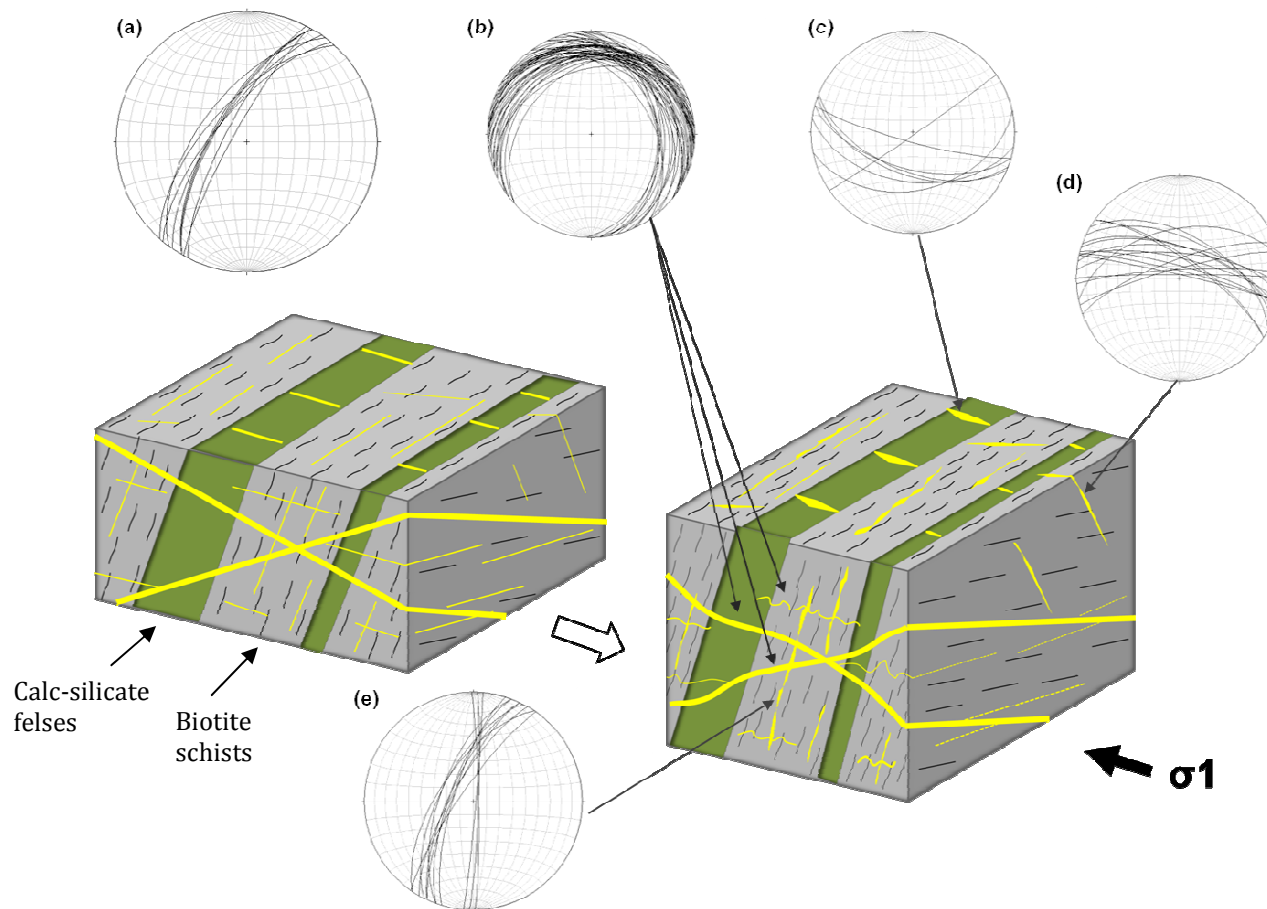 (a)
(b)
(c)
(d)
Calc-silicate
felses
Biotite
schists
(e)
σ1